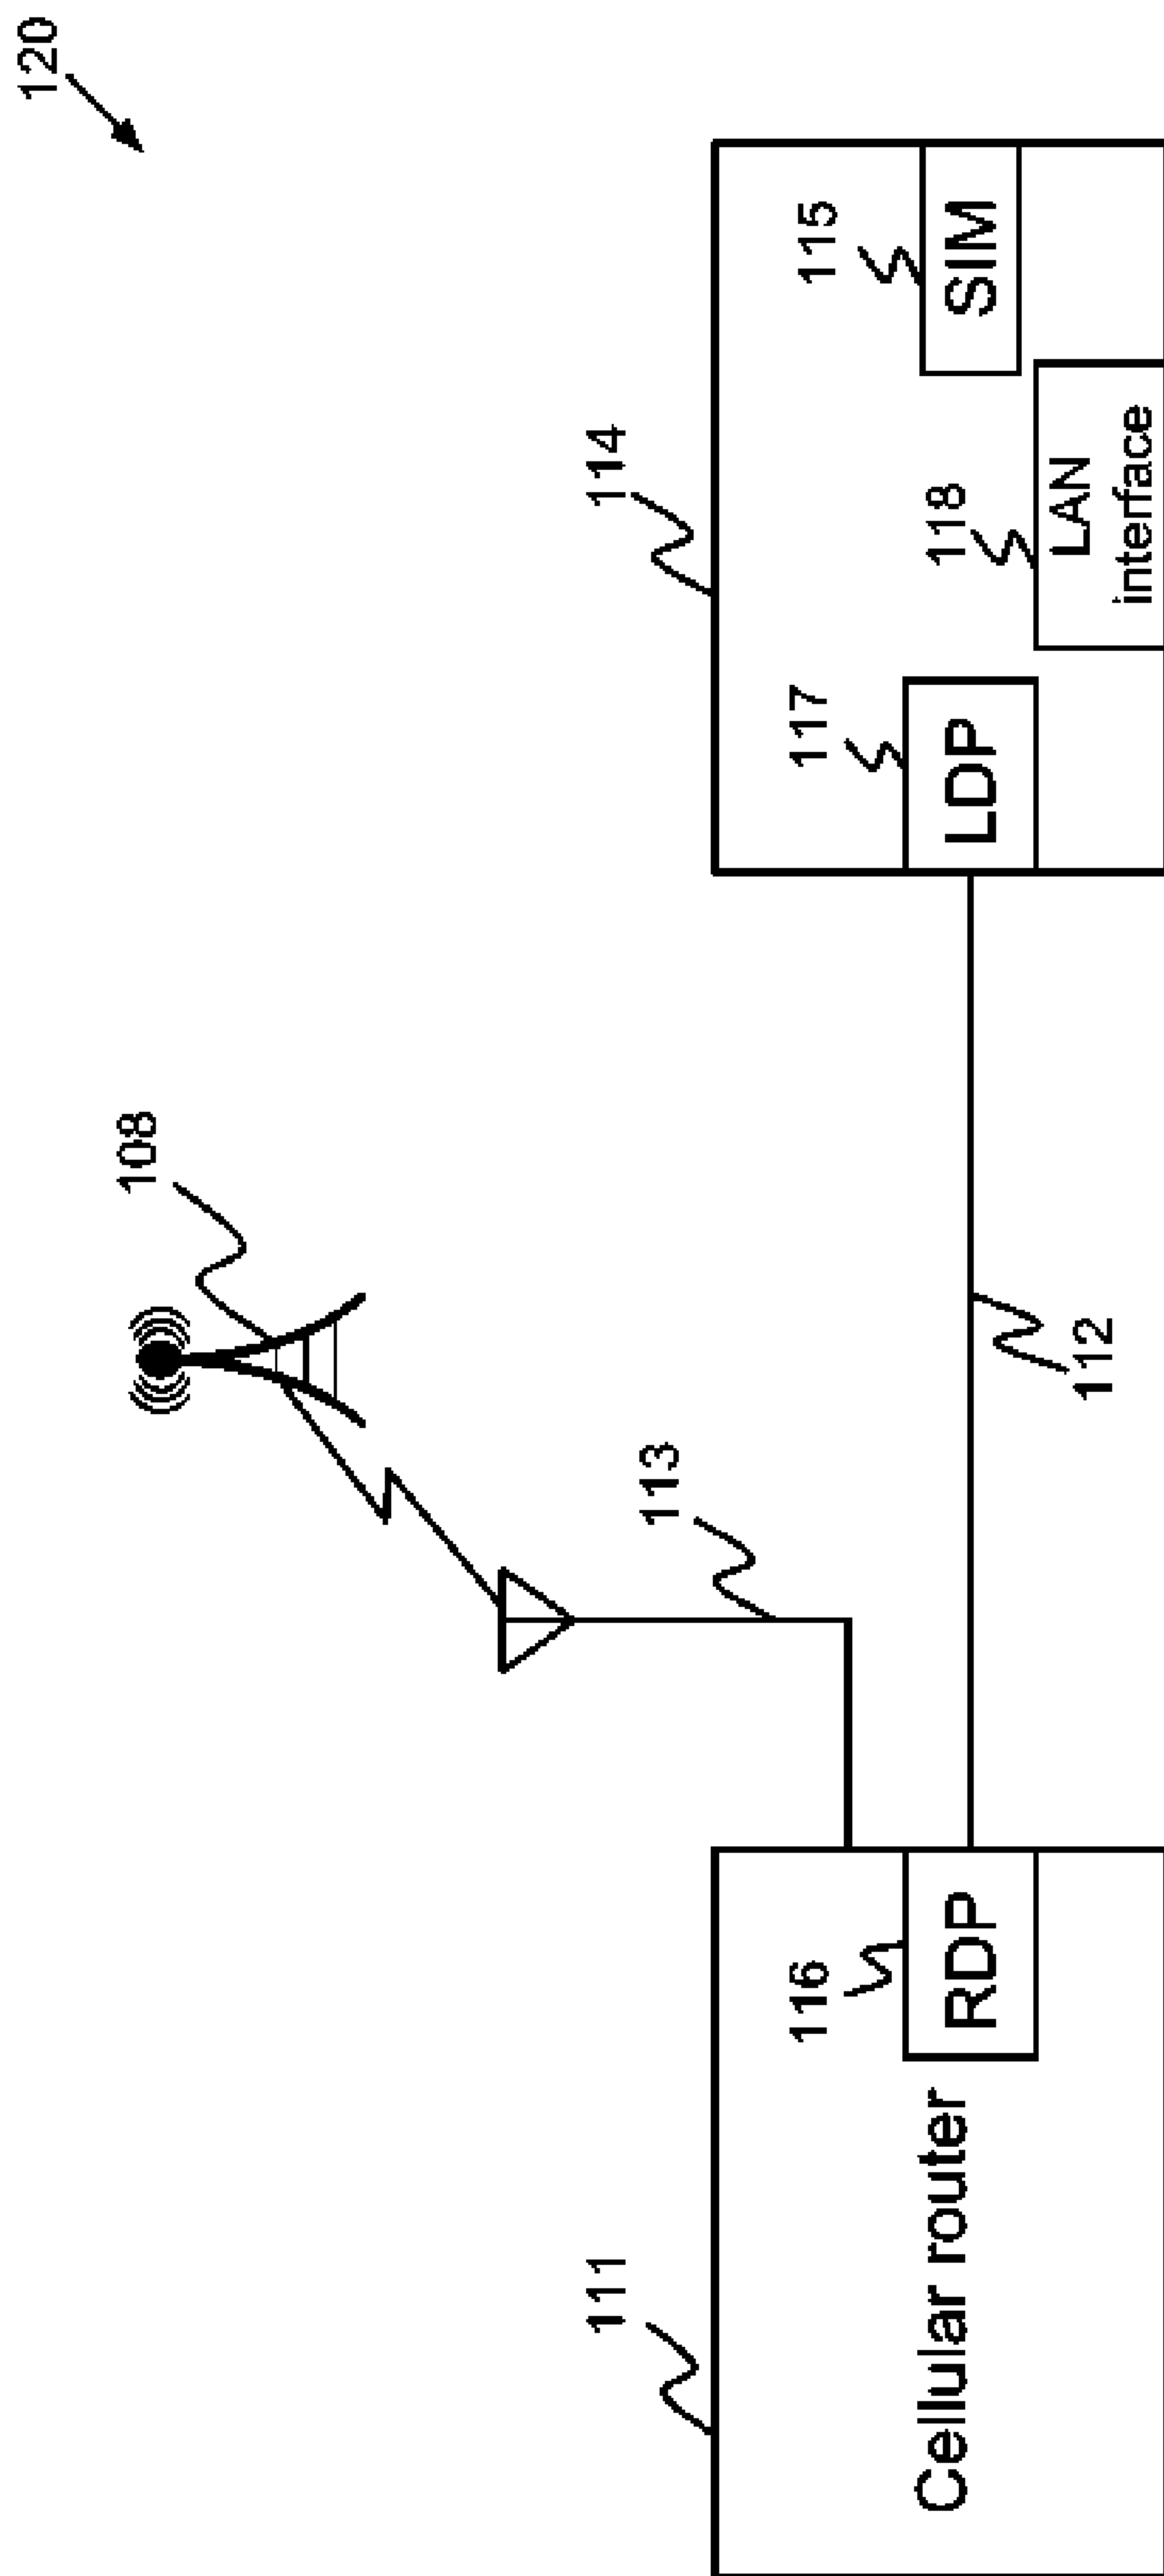 120
108
113
112
111
Cellular router
116
RDP
114
117
LDP
118
LAN
interface
115
SIM